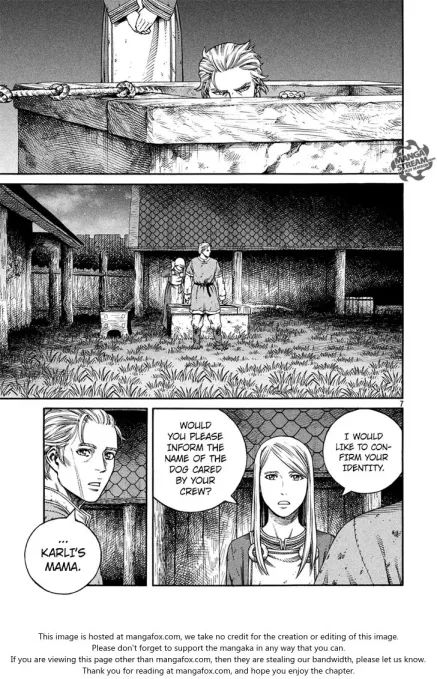 MANGA
STREAM
7
I WOULD
LIKE TO CON-
FIRM YOUR
IDENTITY.
WOULD
YOU PLEASE
INFORM THE
NAME OF THE
DOG CARED
BY YOUR
CREW?
...
KARLI'S
MAMA.
This image is hosted at mangafox.com, we take no credit for the creation or editing of this image.
Please don't forget to support the mangaka in any way that you can.
If you are viewing this page other than mangafox.com, then they are stealing our bandwidth, please let us know.
Thank you for reading at mangafox.com, and hope you enjoy the chapter.